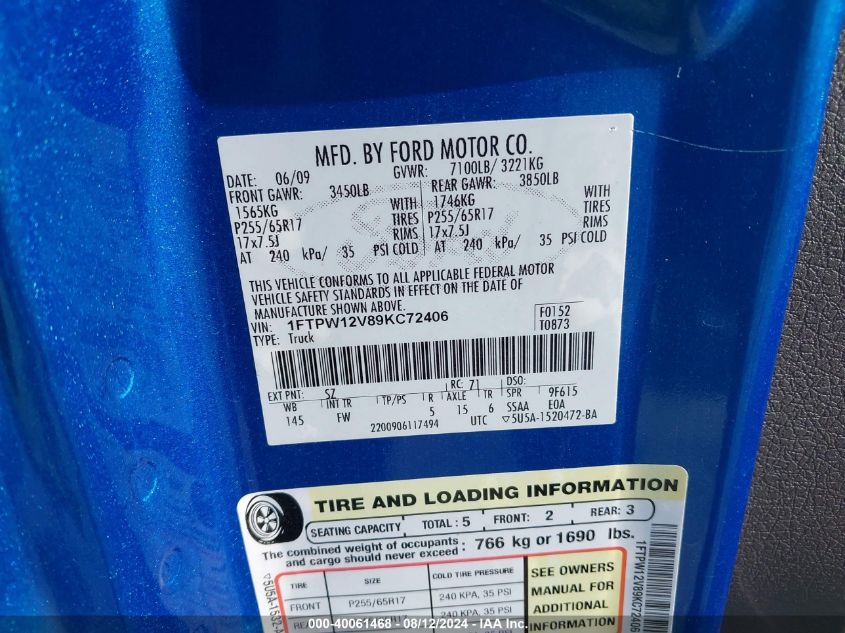 MFD. BY FORD MOTOR CO.
DATE: 06/09 GVWR: 7100LB/ 3221KG
FRONT GAWR: 3450LB REAR GAWR: 3850LB
1565KG WITH 1746KG WITH
P255/65R17 TIRES P255/65R17 TIRES
17x7.5J RIMS 17x7.5J RIMS
AT 240 kPa/ 35 PSI COLD AT 240 kPa/ 35 PSI COLD
THIS VEHICLE CONFORMS TO ALL APPLICABLE FEDERAL MOTOR
VEHICLE SAFETY STANDARDS IN EFFECT ON THE DATE OF
MANUFACTURE SHOWN ABOVE.
VIN: 1FTPW12V89KC72406 F0152
TYPE: Truck T0873
EXT PNT: SZ RC: 71 DSO:
WB INT TR TP/PS R AXLE TR SPR 9F615
145 FW 5 15 6 SSAA E0A
2200906117494 UTC ▽5U5A-1520472-BA
TIRE AND LOADING INFORMATION
SEATING CAPACITY TOTAL : 5 FRONT: 2 REAR: 3
The combined weight of occupants
and cargo should never exceed : 766 kg or 1690 lbs.
TIRE SIZE COLD TIRE PRESSURE
FRONT P255/65R17 240 KPA, 35 PSI
240 KPA, 35 PSI
SEE OWNERS
MANUAL FOR
ADDITIONAL
INFORMATION
1FTPW12V89KC72406
▽5U5A-1532-
000-40061468 - 08/12/2024 - IAA Inc.